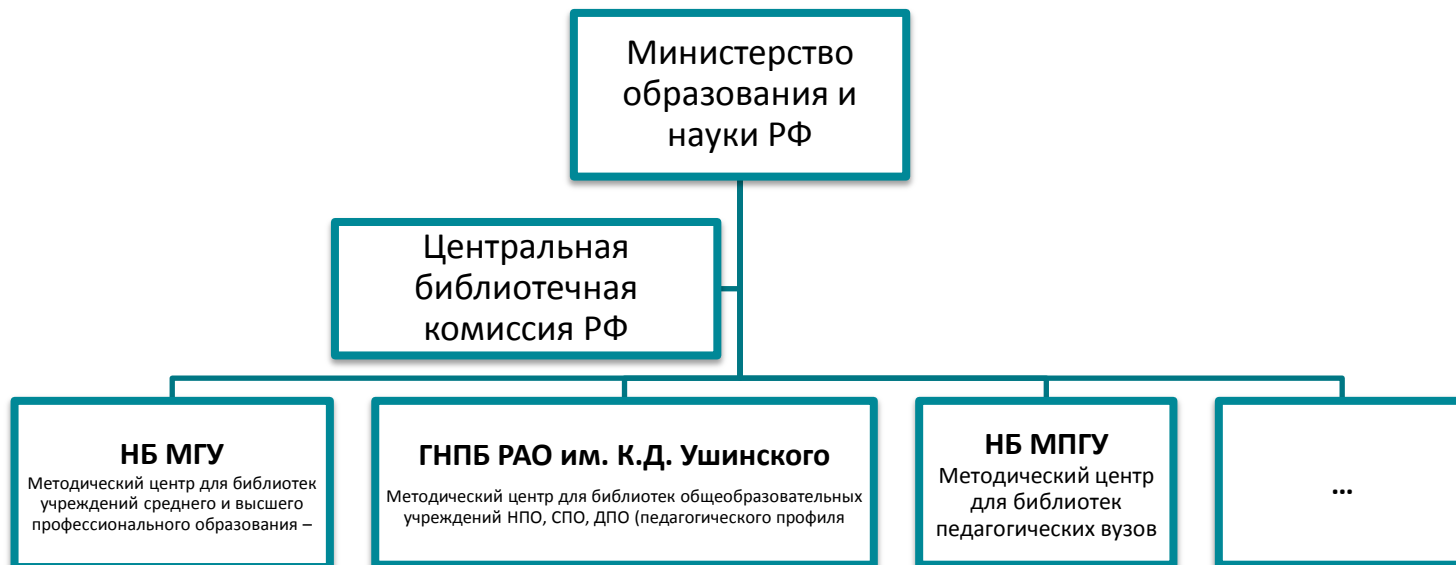 Министерство
образования и
науки РФ
Центральная
библиотечная
комиссия РФ
НБ МГУ
Методический центр для библиотек
учреждений среднего и высшего
профессионального образования –
ГНПБ РАО им. К.Д. Ушинского
Методический центр для библиотек общеобразовательных
учреждений НПО, СПО, ДПО (педагогического профиля
НБ МПГУ
Методический центр
для библиотек
педагогических вузов
...